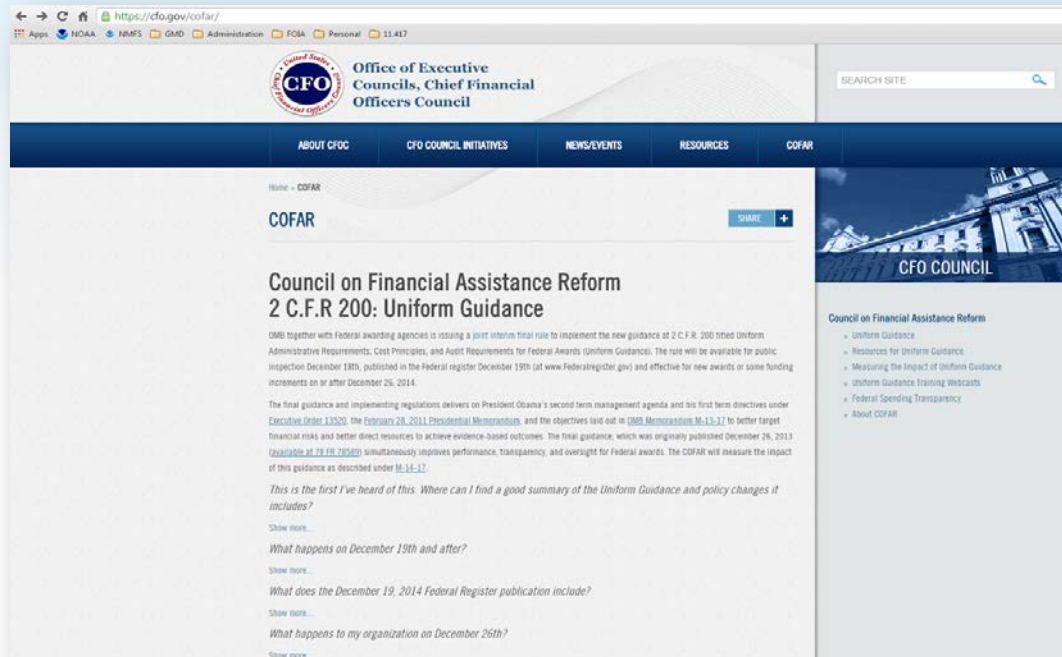 https://cfo.gov/cofar/
Apps NOAA NMFS GMD Administration FOIA Personal 11.417
United States
CFO
Chief Financial Officers Council
Office of Executive
Councils, Chief Financial
Officers Council
SEARCH SITE
ABOUT CFOC CFO COUNCIL INITIATIVES NEWS/EVENTS RESOURCES COFAR
Home » COFAR
COFAR
SHARE +
CFO COUNCIL
Council on Financial Assistance Reform
2 C.F.R 200: Uniform Guidance
OMB together with Federal awarding agencies is issuing a joint interim final rule to implement the new guidance at 2 C.F.R. 200 titled Uniform
Administrative Requirements, Cost Principles, and Audit Requirements for Federal Awards (Uniform Guidance). The rule will be available for public
inspection December 18th, published in the Federal register December 19th (at www.Federalregister.gov) and effective for new awards or some funding
increments on or after December 26, 2014.
The final guidance and implementing regulations delivers on President Obama's second term management agenda and his first term directives under
Executive Order 13520, the February 28, 2011 Presidential Memorandum, and the objectives laid out in OMB Memorandum M-13-17 to better target
financial risks and better direct resources to achieve evidence-based outcomes. The final guidance, which was originally published December 26, 2013
(available at 78 FR 78589) simultaneously improves performance, transparency, and oversight for Federal awards. The COFAR will measure the impact
of this guidance as described under M-14-17.
This is the first I've heard of this. Where can I find a good summary of the Uniform Guidance and policy changes it
includes?
Show more...
What happens on December 19th and after?
Show more...
What does the December 19, 2014 Federal Register publication include?
Show more...
What happens to my organization on December 26th?
Show more...
Council on Financial Assistance Reform
» Uniform Guidance
» Resources for Uniform Guidance
» Measuring the Impact of Uniform Guidance
» Uniform Guidance Training Webcasts
» Federal Spending Transparency
» About COFAR